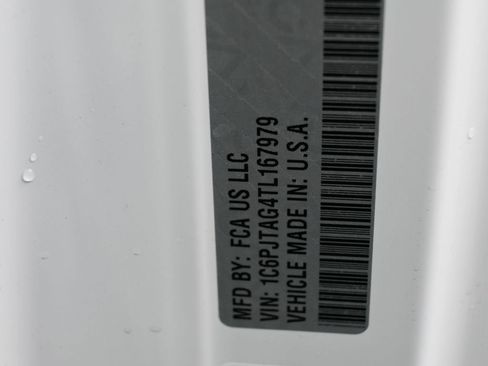 MFD BY: FCA US LLC
VIN: 1C6PJTAG4TL167979
VEHICLE MADE IN: U.S.A.